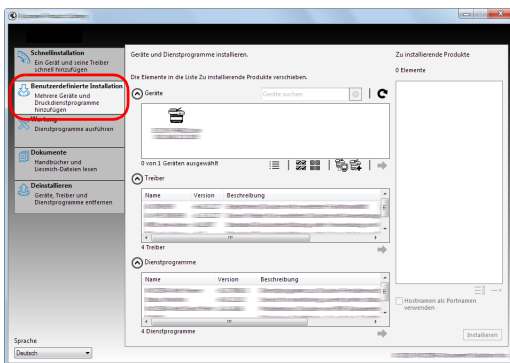 Schnellinstallation
Ein Gerät und seine Treiber
schnell hinzufügen
Benutzerdefinierte Installation
Mehrere Geräte und
Druckdienstprogramme
hinzufügen
Wartung
Dienstprogramme ausführen
Dokumente
Handbücher und
Liesmich-Dateien lesen
Deinstallieren
Geräte, Treiber und
Dienstprogramme entfernen
Sprache
Deutsch
Geräte und Dienstprogramme installieren.
Die Elemente in die Liste Zu installierende Produkte verschieben.
Geräte
Geräte suchen
0 von 1 Geräten ausgewählt
Treiber
Name Version Beschreibung
4 Treiber
Dienstprogramme
Name Version Beschreibung
4 Dienstprogramme
Zu installierende Produkte
0 Elemente
Hostnamen als Portnamen
verwenden
Installieren